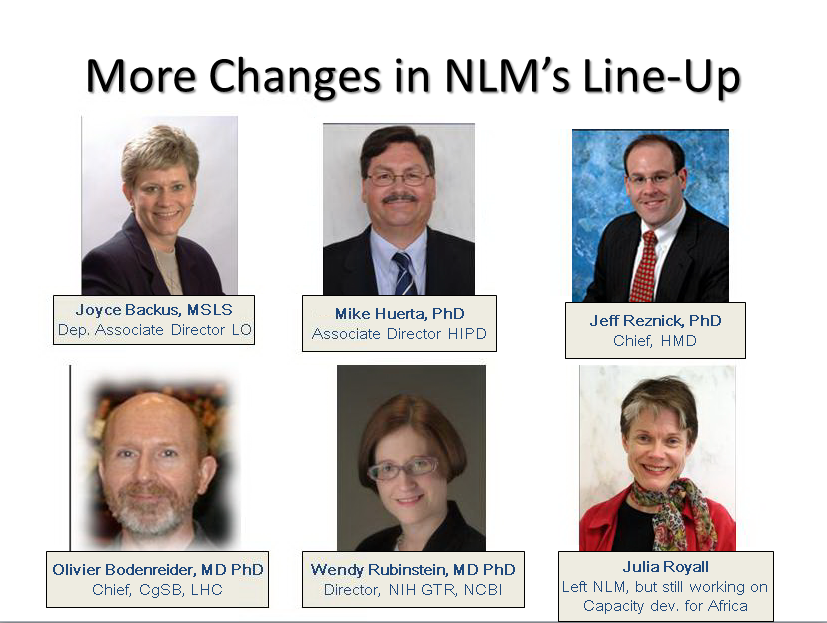 More Changes in NLM’s Line-Up
Joyce Backus, MSLS
Dep. Associate Director LO
Mike Huerta, PhD
Associate Director HIPD
Jeff Reznick, PhD
Chief, HMD
Olivier Bodenreider, MD PhD
Chief, CgSB, LHC
Wendy Rubinstein, MD PhD
Director, NIH GTR, NCBI
Julia Royall
Left NLM, but still working on
Capacity dev. for Africa